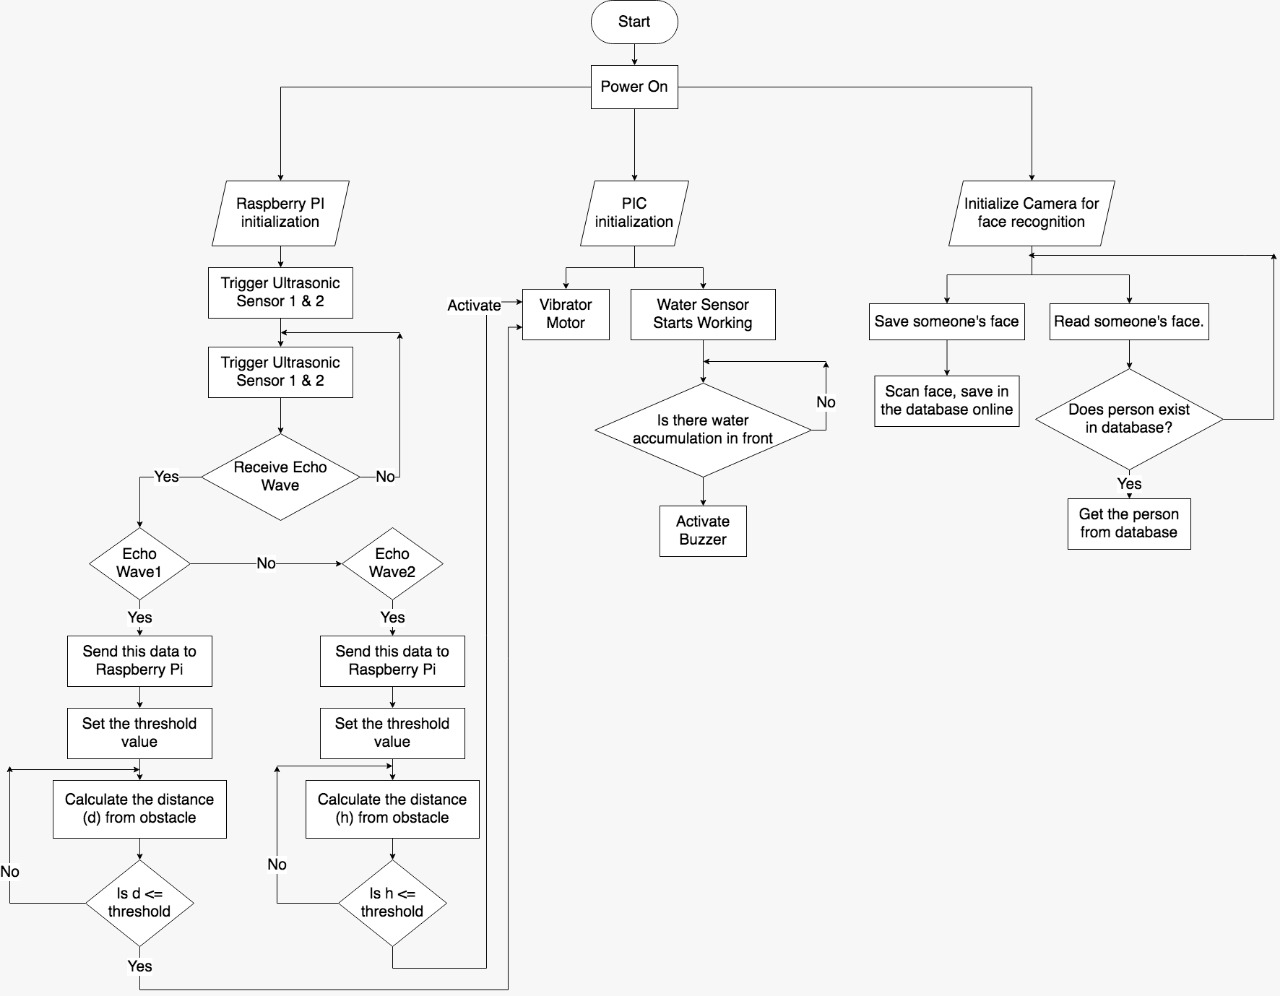 Start
Power On
Raspberry PI
initialization
PIC
initialization
Initialize Camera for
face recognition
Trigger Ultrasonic
Sensor 1 & 2
Activate
Vibrator
Motor
Water Sensor
Starts Working
Save someone's face
Read someone's face.
Trigger Ultrasonic
Sensor 1 & 2
Scan face, save in
the database online
No
Does person exist
in database?
Is there water
accumulation in front
Receive Echo
Wave
Yes
No
Yes
Get the person
from database
Activate
Buzzer
Echo
Wave1
No
Echo
Wave2
Yes
Yes
Send this data to
Raspberry Pi
Send this data to
Raspberry Pi
Set the threshold
value
Set the threshold
value
Calculate the distance
(d) from obstacle
Calculate the distance
(h) from obstacle
No
No
Is d <=
threshold
Is h <=
threshold
Yes